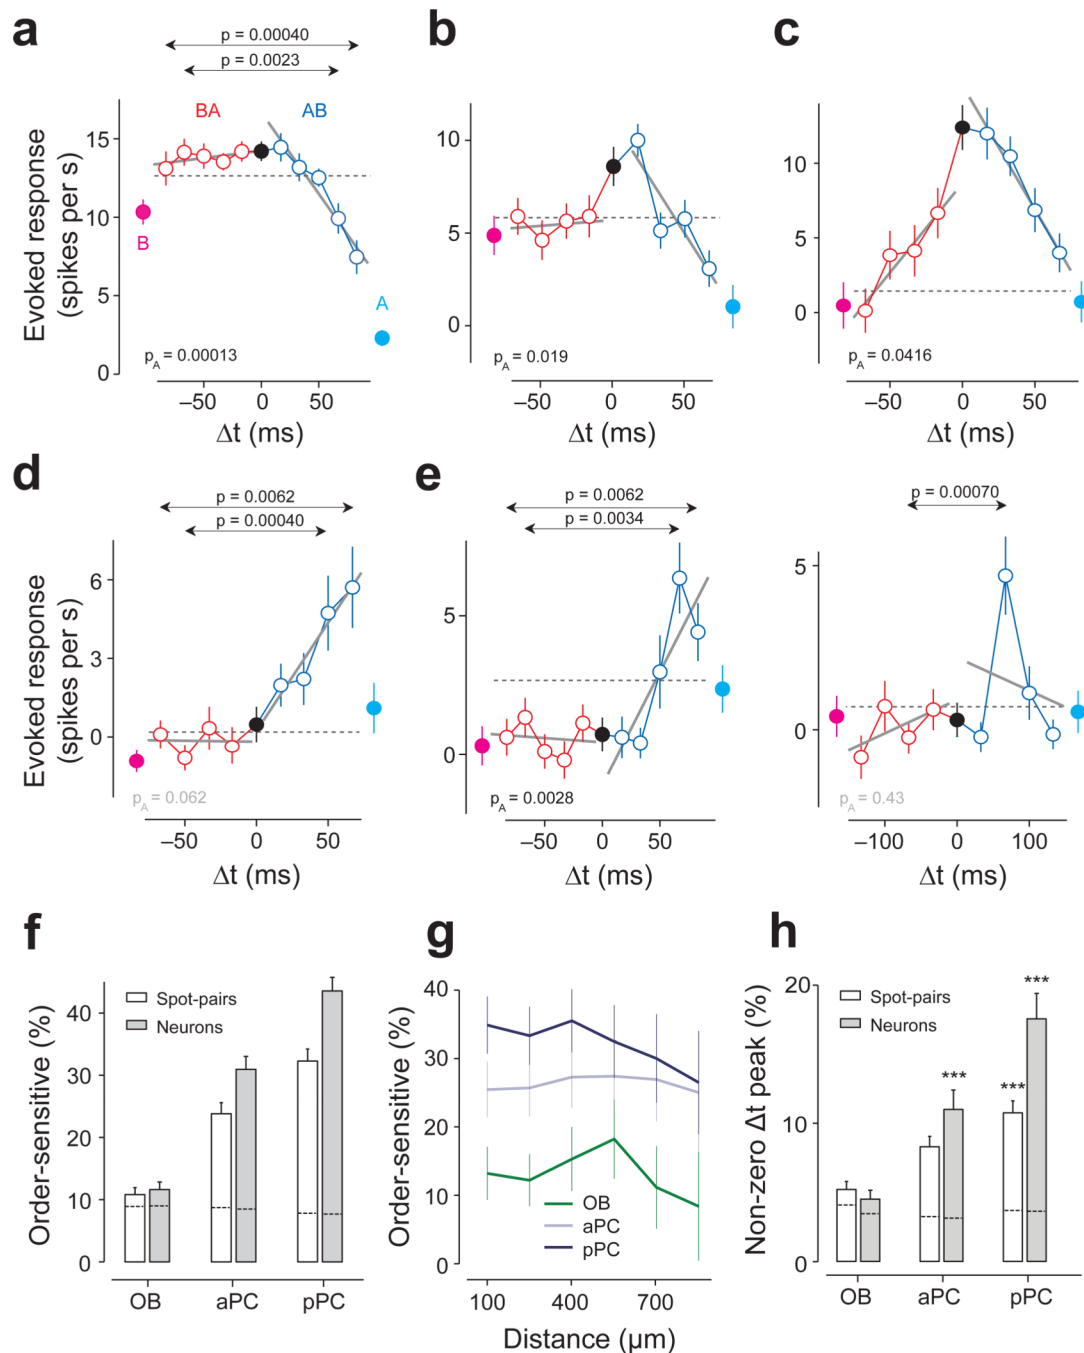 a
p = 0.00040
p = 0.0023
BA
AB
15
10
5
0
B
A
p_A = 0.00013
–50
0
50
Δt (ms)
Evoked response
(spikes per s)
b
10
5
0
p_A = 0.019
–50
0
50
Δt (ms)
c
10
5
0
p_A = 0.0416
–50
0
50
Δt (ms)
d
p = 0.0062
p = 0.00040
6
3
0
p_A = 0.062
–50
0
50
Δt (ms)
Evoked response
(spikes per s)
e
p = 0.0062
p = 0.0034
5
0
p_A = 0.0028
–50
0
50
Δt (ms)
p = 0.00070
5
0
p_A = 0.43
–100
0
100
Δt (ms)
f
Spot-pairs
Neurons
40
30
20
10
0
Order-sensitive (%)
OB
aPC
pPC
g
40
30
20
10
0
Order-sensitive (%)
OB
aPC
pPC
100
400
700
Distance (µm)
h
Spot-pairs
Neurons
20
10
0
Non-zero Δt peak (%)
***
***
***
OB
aPC
pPC